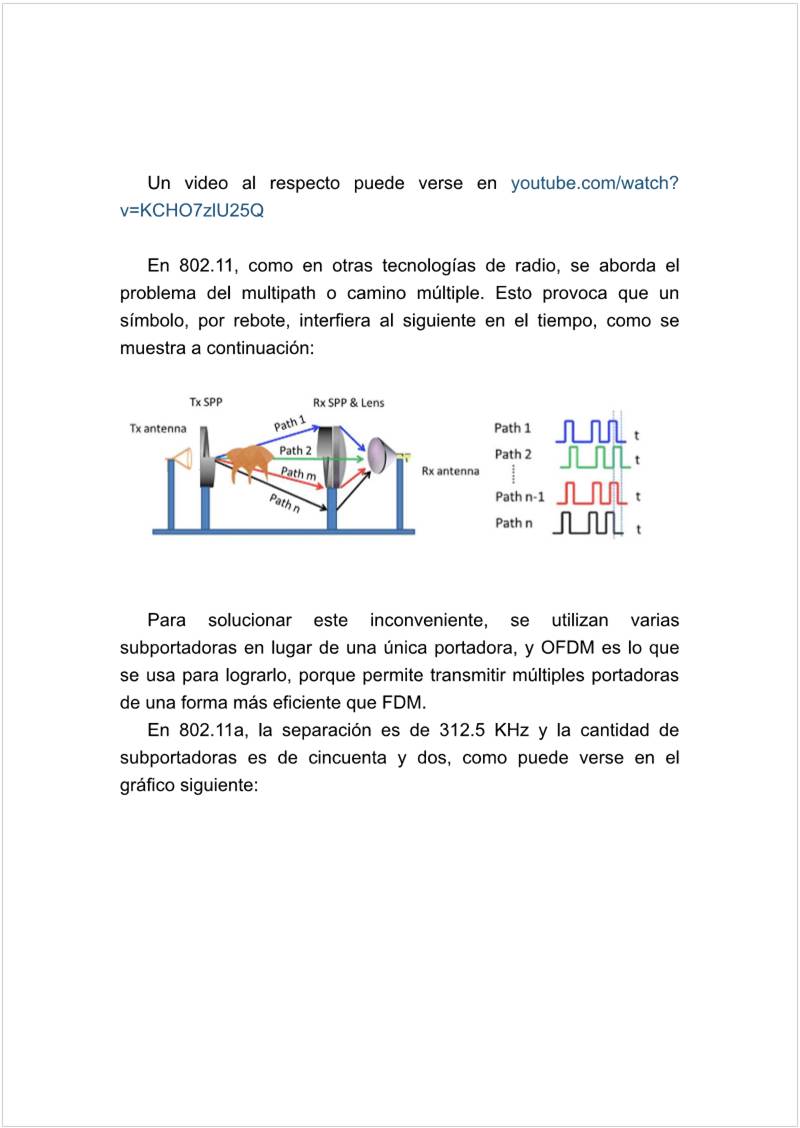 Un video al respecto puede verse en youtube.com/watch?
v=KCHO7zlU25Q
En 802.11, como en otras tecnologías de radio, se aborda el
problema del multipath o camino múltiple. Esto provoca que un
símbolo, por rebote, interfiera al siguiente en el tiempo, como se
muestra a continuación:
Tx SPP
Rx SPP & Lens
Tx antenna
Path 1
Path 2
Path m
Path n
Rx antenna
Path 1
t
Path 2
t
Path n-1
t
Path n
t
Para solucionar este inconveniente, se utilizan varias
subportadoras en lugar de una única portadora, y OFDM es lo que
se usa para lograrlo, porque permite transmitir múltiples portadoras
de una forma más eficiente que FDM.
En 802.11a, la separación es de 312.5 KHz y la cantidad de
subportadoras es de cincuenta y dos, como puede verse en el
gráfico siguiente: